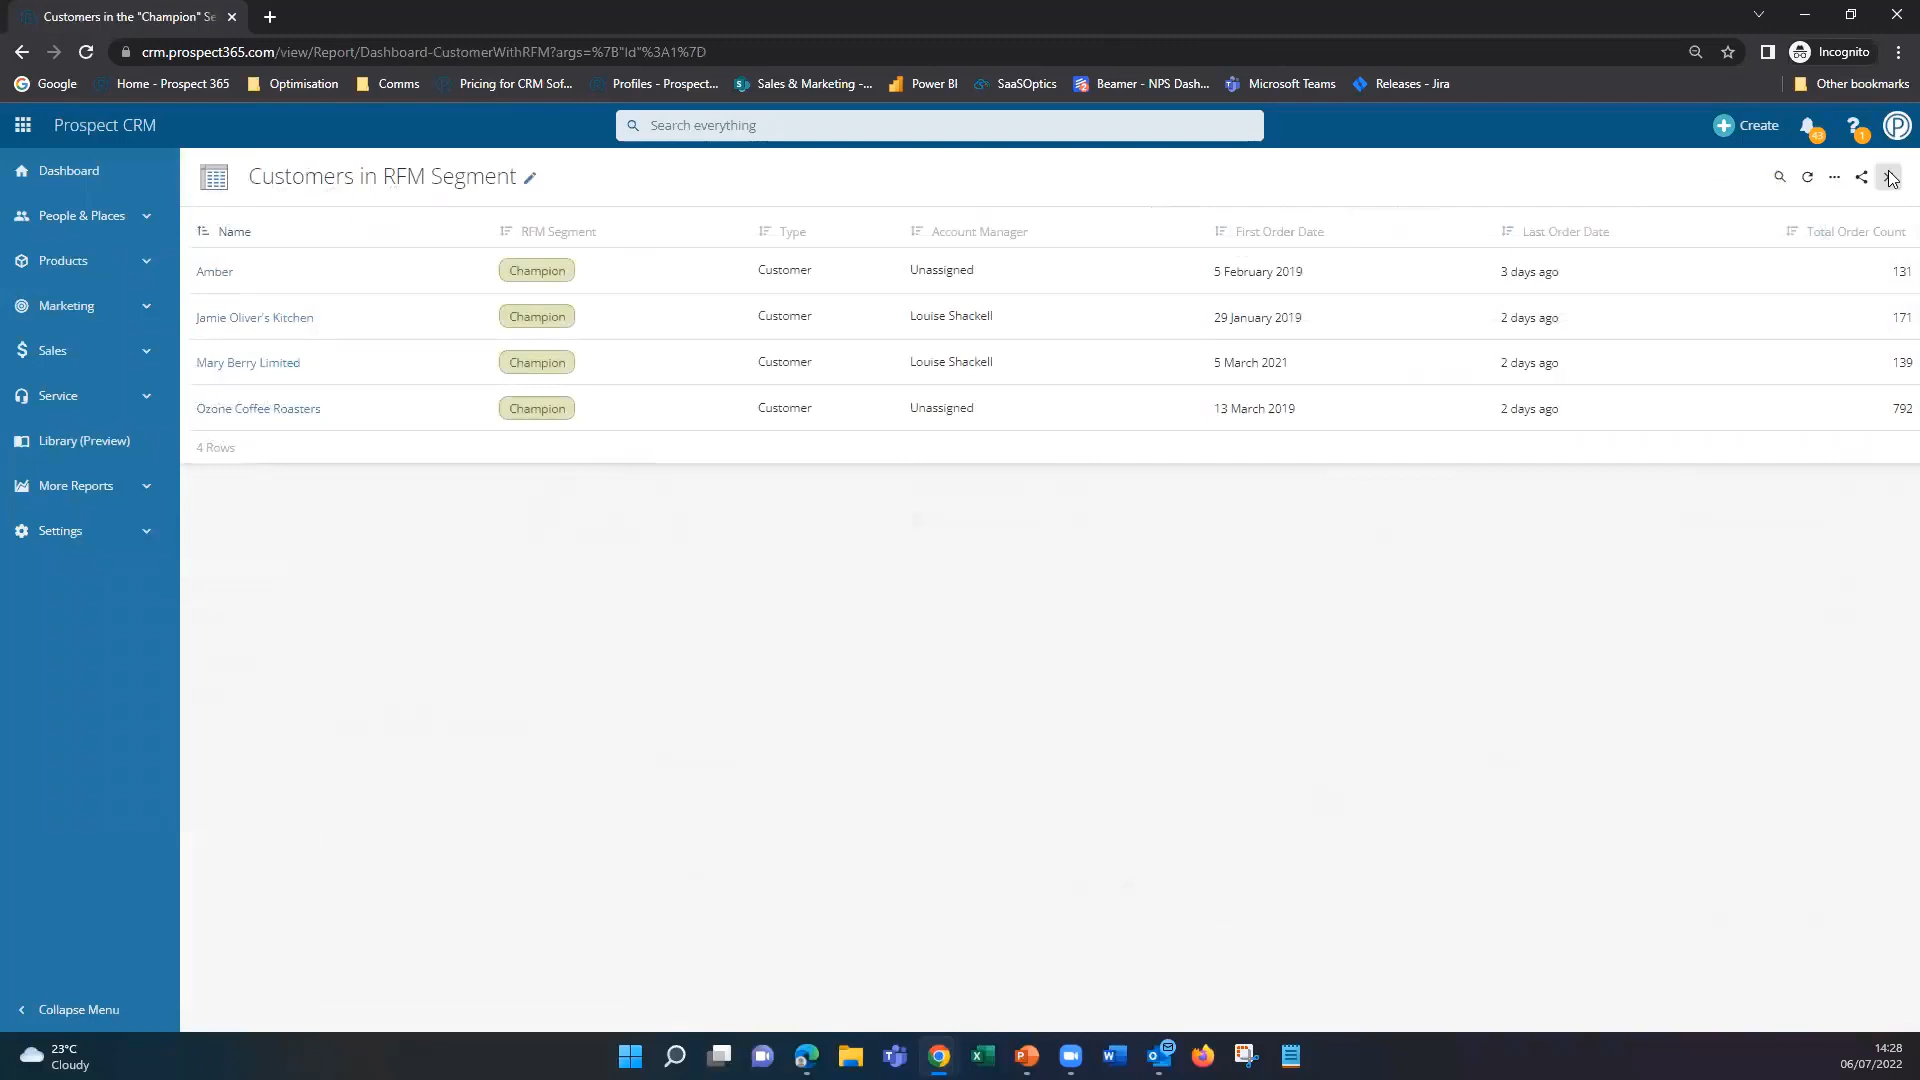 Customers in the "Champion" Se
crm.prospect365.com/view/Report/Dashboard-CustomerWithRFM?args=%7B"Id"%3A1%7D
Incognito
Google
Home - Prospect 365
Optimisation
Comms
Pricing for CRM Sof...
Profiles - Prospect...
Sales & Marketing -...
Power BI
SaaSOptics
Beamer - NPS Dash...
Microsoft Teams
Releases - Jira
Other bookmarks
Prospect CRM
Search everything
Create
43
1
Dashboard
People & Places
Products
Marketing
Sales
Service
Library (Preview)
More Reports
Settings
Collapse Menu
Customers in RFM Segment
Name RFM Segment Type Account Manager First Order Date Last Order Date Total Order Count
Amber Champion Customer Unassigned 5 February 2019 3 days ago 131
Jamie Oliver's Kitchen Champion Customer Louise Shackell 29 January 2019 2 days ago 171
Mary Berry Limited Champion Customer Louise Shackell 5 March 2021 2 days ago 139
Ozone Coffee Roasters Champion Customer Unassigned 13 March 2019 2 days ago 792
4 Rows
23°C
Cloudy
14:28
06/07/2022